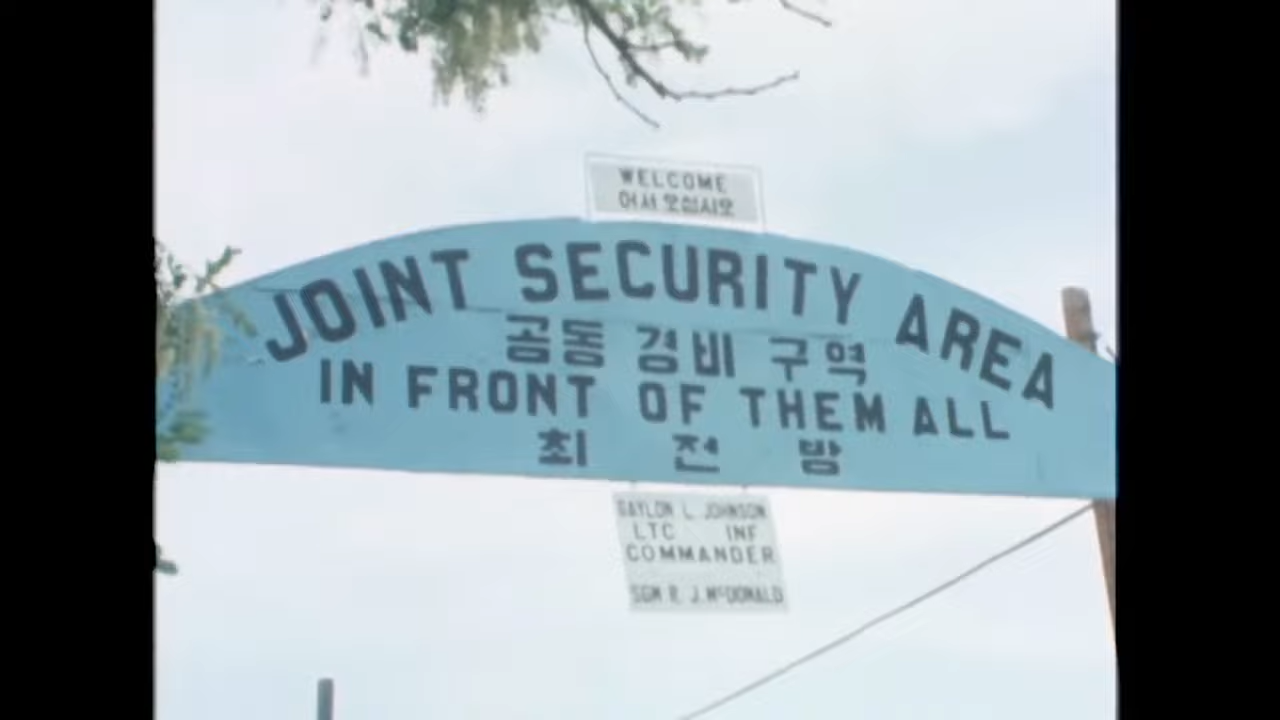 WELCOME
어서 오십시오
JOINT SECURITY AREA
공동 경비 구역
IN FRONT OF THEM ALL
최 전 방
GAYLON L. JOHNSON
LTC INF
COMMANDER
SGM R. J. McDONALD